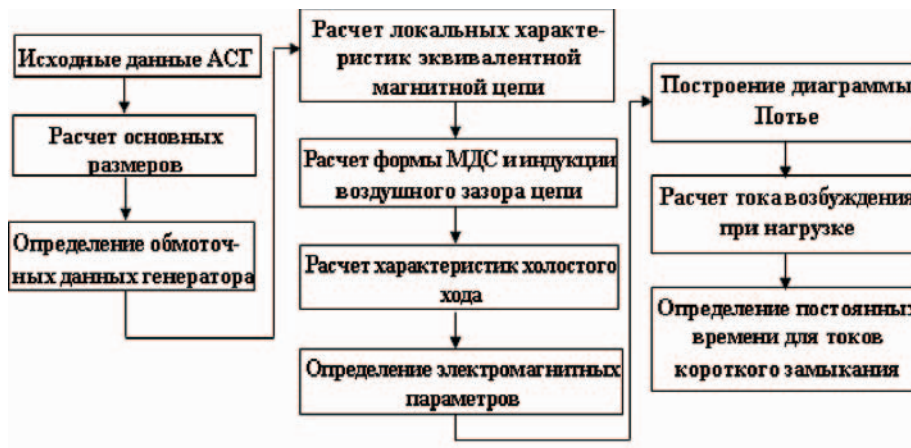 Исходные данные АСГ
Расчет основных
размеров
Определение обмоточ-
ных данных генератора
Расчет локальных характе-
ристик эквивалентной
магнитной цепи
Расчет формы МДС и индукции
воздушного зазора цепи
Расчет характеристик холостого
хода
Определение электромагнитных
параметров
Построение диаграммы
Потье
Расчет тока возбуждения
при нагрузке
Определение постоянных
времени для токов
короткого замыкания